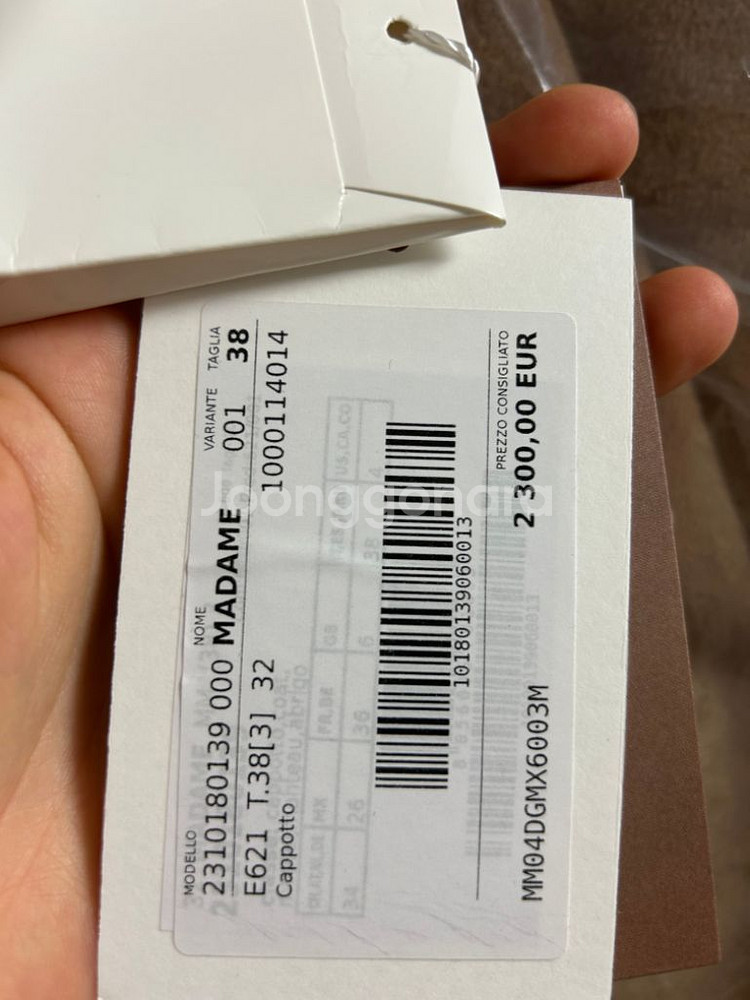 MODELLO NOME VARIANTE TAGLIA
2310180139 000 MADAME 001 38
E621 T.38[3] 32 1000114014
Cappotto
10180139060013
PREZZO CONSIGLIATO
2 300,00 EUR
MM04DGMX6003M
Joonggonara